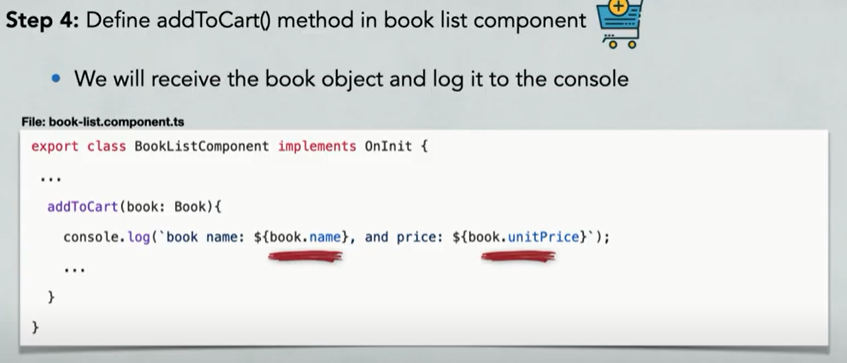 Step 4: Define addToCart() method in book list component
• We will receive the book object and log it to the console
File: book-list.component.ts
export class BookListComponent implements OnInit {
...
addToCart(book: Book){
console.log(`book name: ${book.name}, and price: ${book.unitPrice}`);
...
}
}